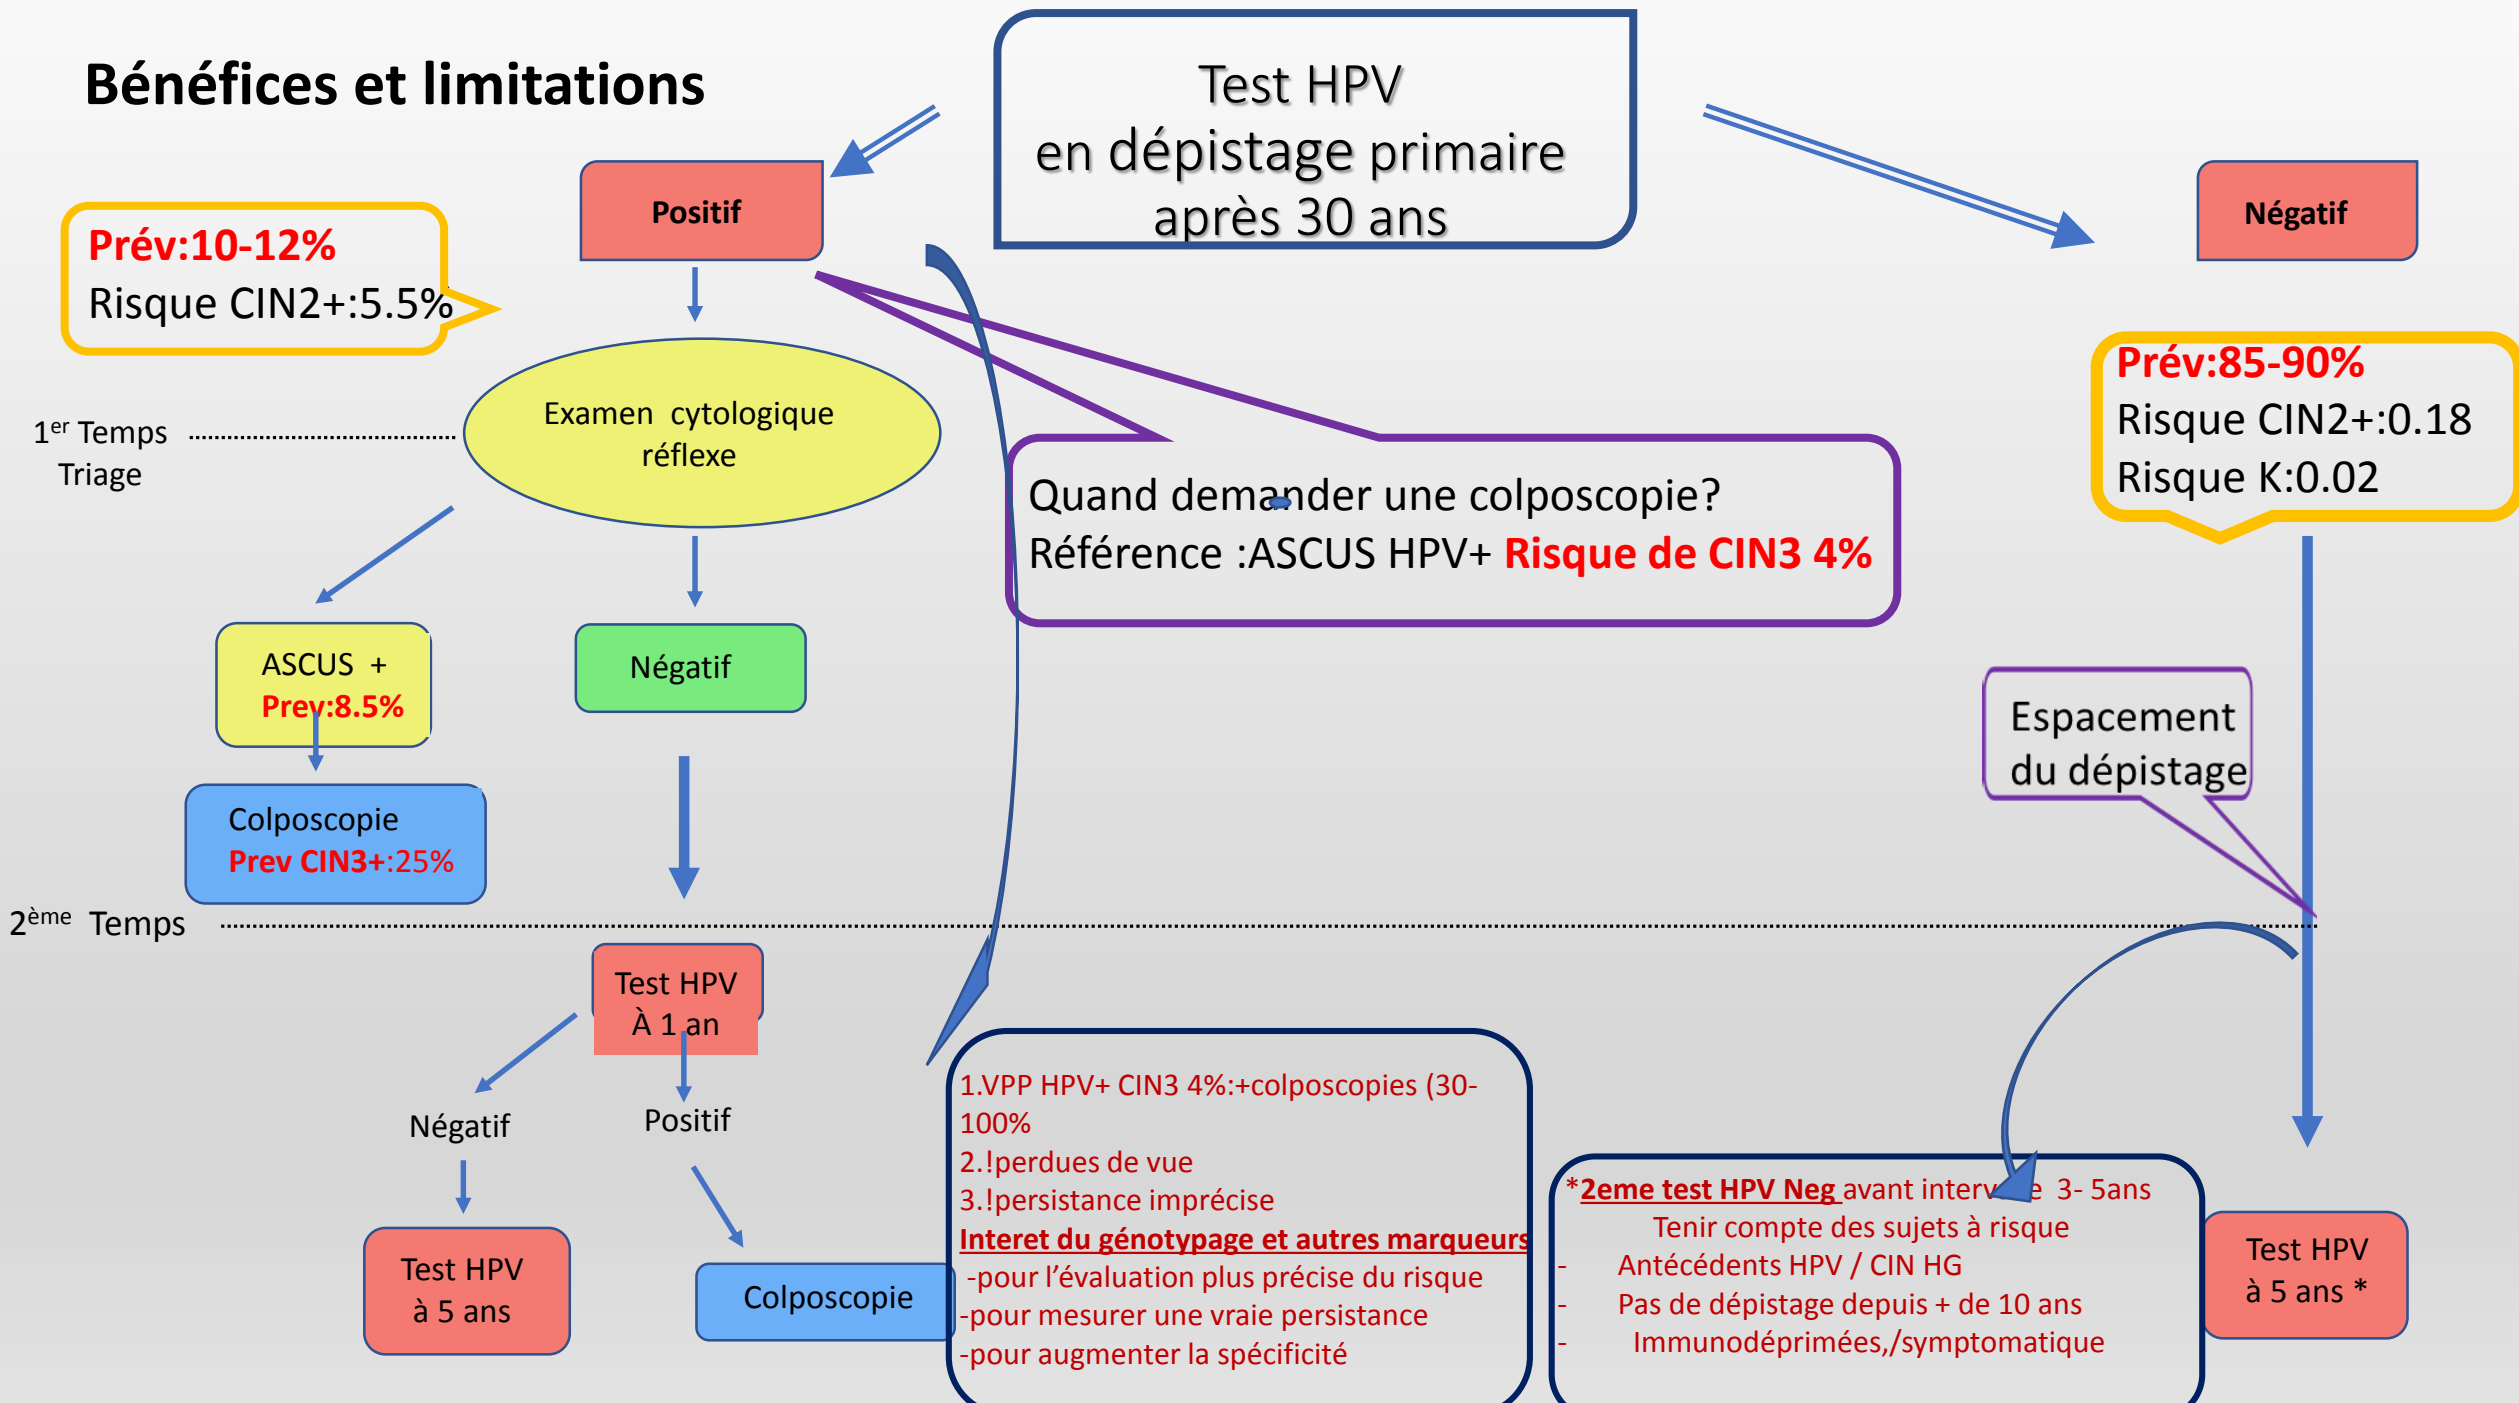 Bénéfices et limitations
Test HPV
en dépistage primaire
après 30 ans
Positif
Négatif
Prév:10-12%
Risque CIN2+:5.5%
Prév:85-90%
Risque CIN2+:0.18
Risque K:0.02
1er Temps
Triage
Examen cytologique
réflexe
Quand demander une colposcopie?
Référence :ASCUS HPV+ Risque de CIN3 4%
ASCUS +
Prev:8.5%
Négatif
Espacement
du dépistage
Colposcopie
Prev CIN3+:25%
2ème Temps
Test HPV
À 1 an
Négatif
Positif
Test HPV
à 5 ans
Colposcopie
1.VPP HPV+ CIN3 4%:+colposcopies (30-
100%
2.!perdues de vue
3.!persistance imprécise
Interet du génotypage et autres marqueurs
-pour l'évaluation plus précise du risque
-pour mesurer une vraie persistance
-pour augmenter la spécificité
*2eme test HPV Neg avant intervalle 3- 5ans
Tenir compte des sujets à risque
- Antécédents HPV / CIN HG
- Pas de dépistage depuis + de 10 ans
- Immunodéprimées,/symptomatique
Test HPV
à 5 ans *